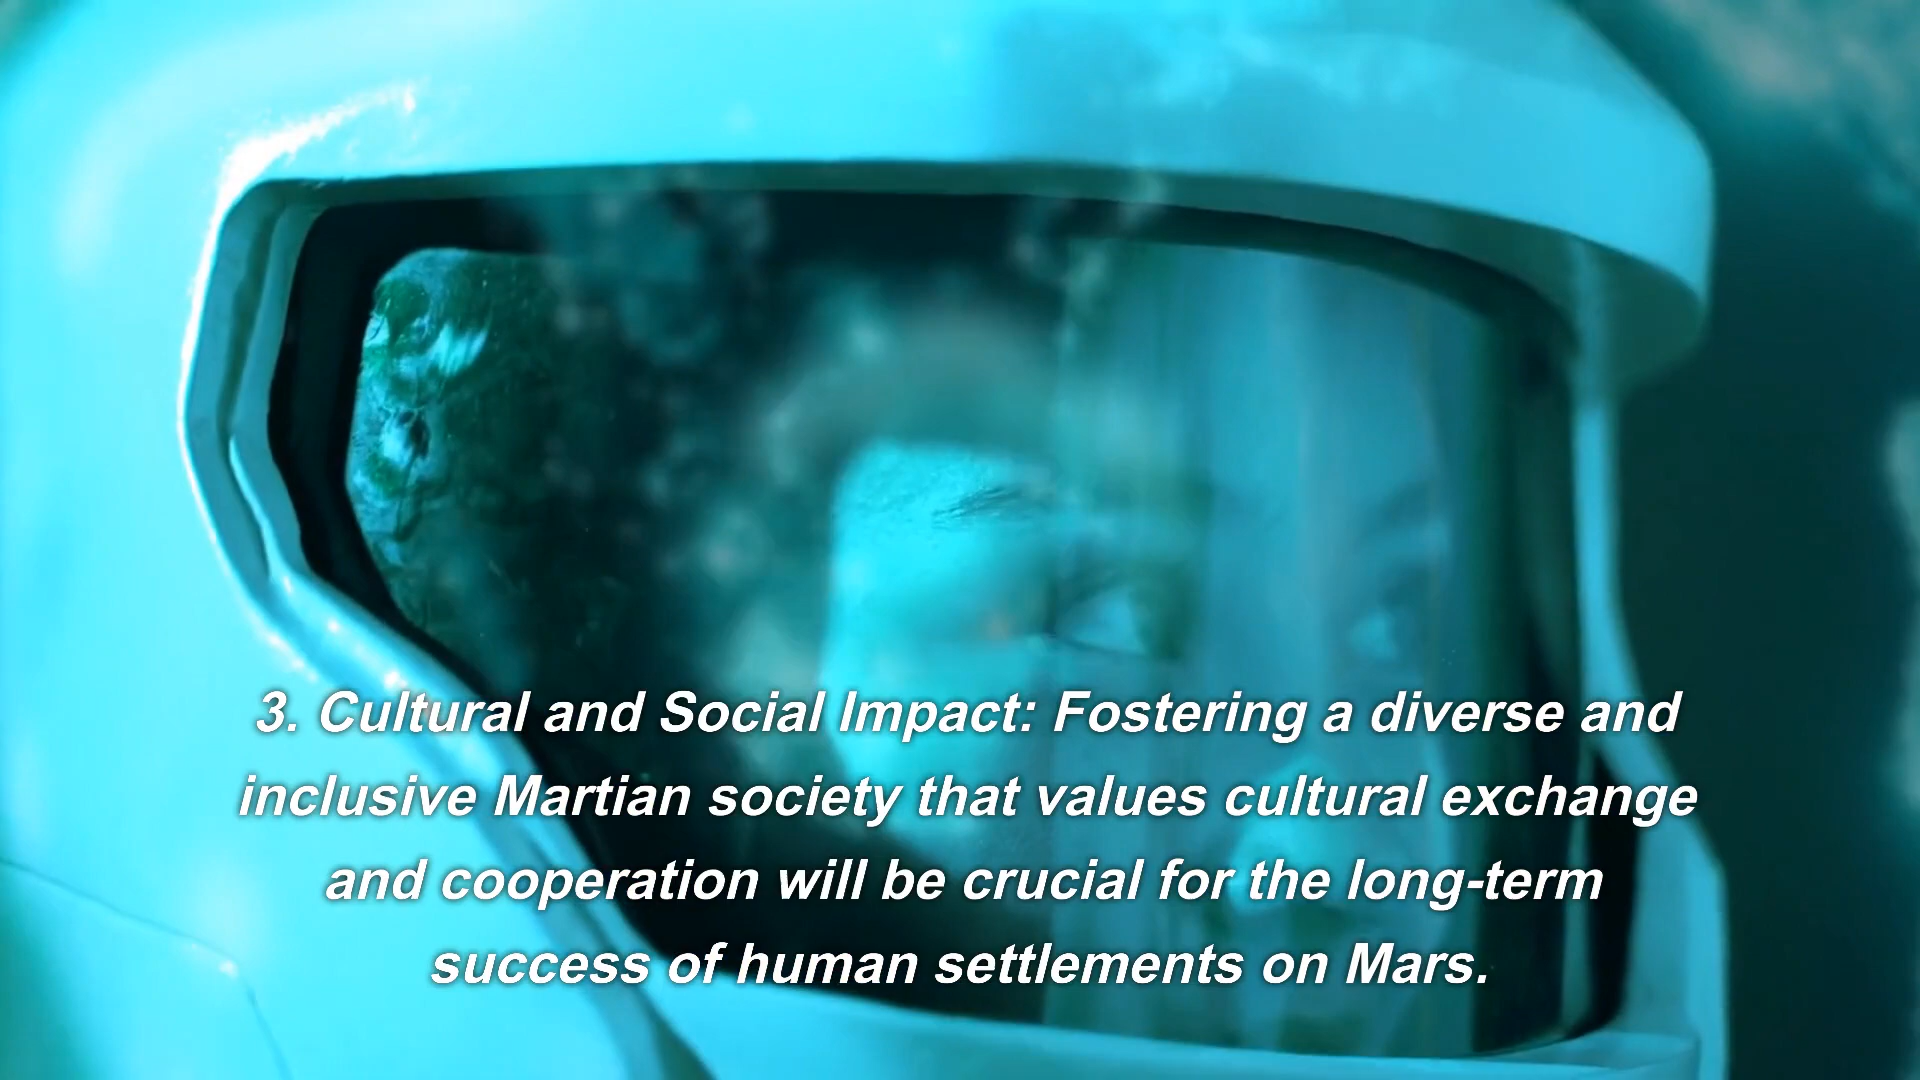 3. Cultural and Social Impact: Fostering a diverse and
inclusive Martian society that values cultural exchange
and cooperation will be crucial for the long-term
success of human settlements on Mars.